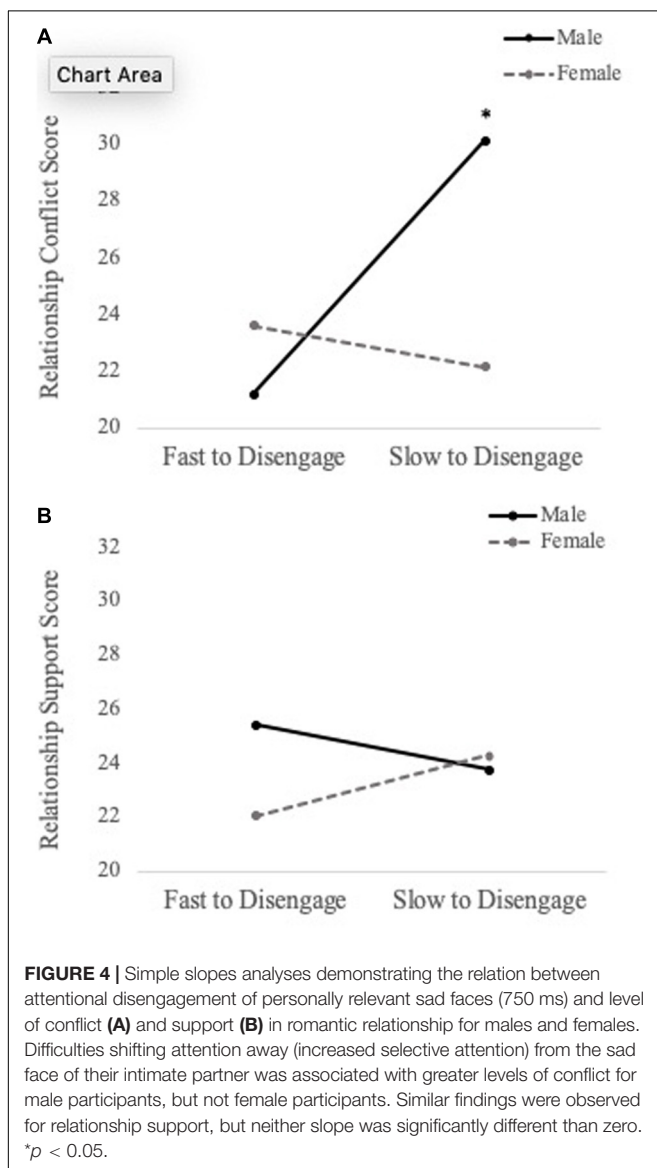 A
Male
Female
Chart Area
Relationship Conflict Score
*
30
28
26
24
22
20
Fast to Disengage Slow to Disengage
B
Male
Female
Relationship Support Score
32
30
28
26
24
22
20
Fast to Disengage Slow to Disengage
FIGURE 4 | Simple slopes analyses demonstrating the relation between
attentional disengagement of personally relevant sad faces (750 ms) and level
of conflict (A) and support (B) in romantic relationship for males and females.
Difficulties shifting attention away (increased selective attention) from the sad
face of their intimate partner was associated with greater levels of conflict for
male participants, but not female participants. Similar findings were observed
for relationship support, but neither slope was significantly different than zero.
*p < 0.05.